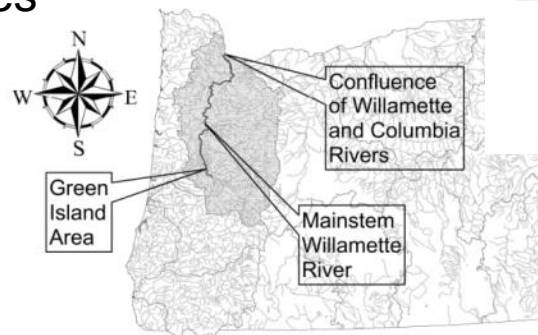 N
W E
S
Confluence
of Willamette
and Columbia
Rivers
Green
Island
Area
Mainstem
Willamette
River